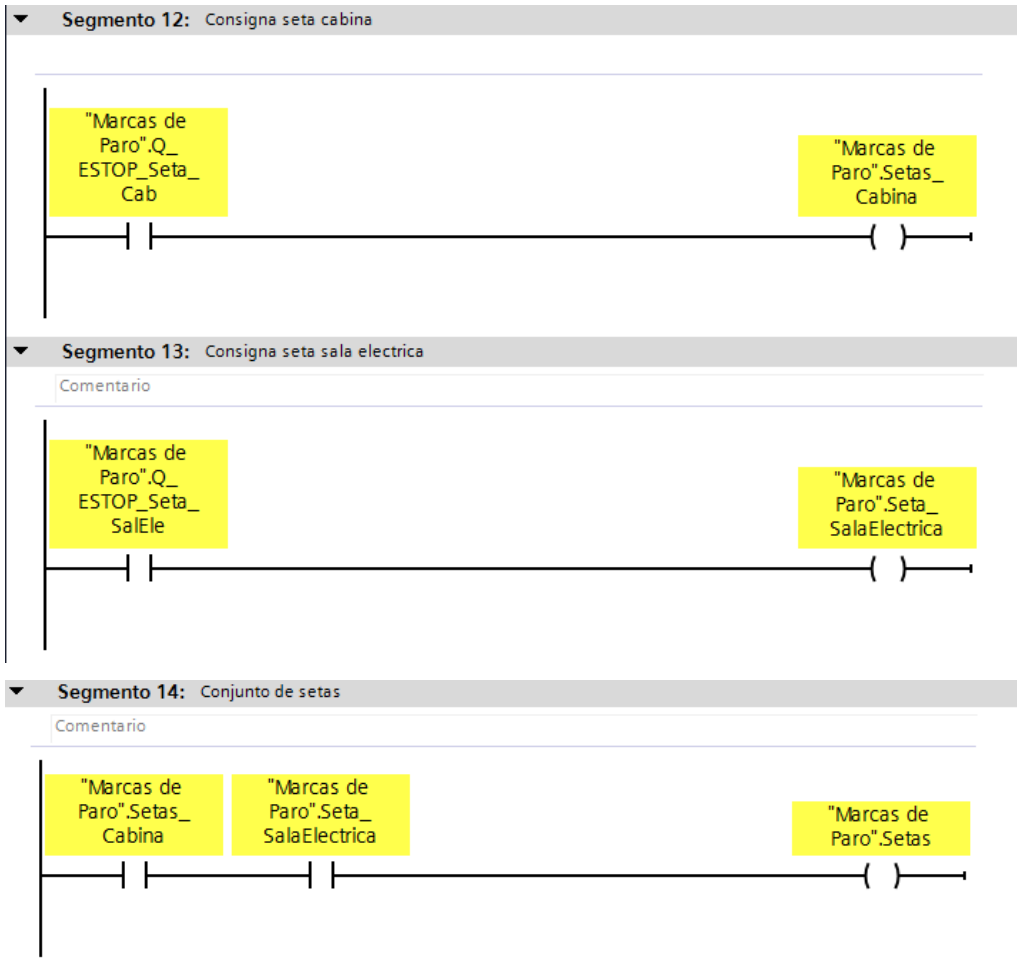 Segmento 12: Consigna seta cabina
"Marcas de
Paro".Q_
ESTOP_Seta_
Cab
"Marcas de
Paro".Setas_
Cabina
Segmento 13: Consigna seta sala electrica
Comentario
"Marcas de
Paro".Q_
ESTOP_Seta_
SalEle
"Marcas de
Paro".Seta_
SalaElectrica
Segmento 14: Conjunto de setas
Comentario
"Marcas de
Paro".Setas_
Cabina
"Marcas de
Paro".Seta_
SalaElectrica
"Marcas de
Paro".Setas